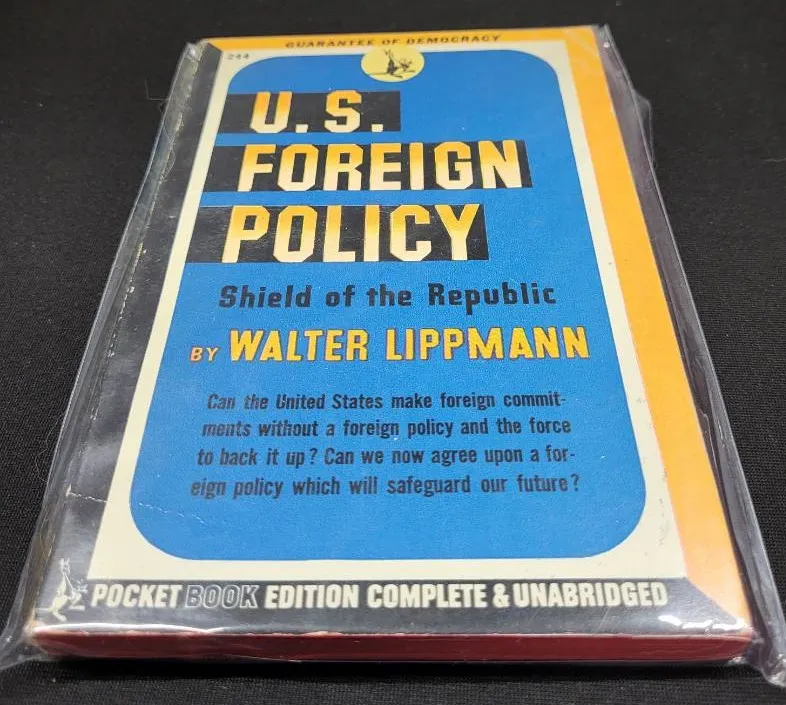 GUARANTEE OF DEMOCRACY
244
U.S.
FOREIGN
POLICY
Shield of the Republic
BY WALTER LIPPMANN
Can the United States make foreign commit-
ments without a foreign policy and the force
to back it up? Can we now agree upon a for-
eign policy which will safeguard our future?
POCKET BOOK EDITION COMPLETE & UNABRIDGED